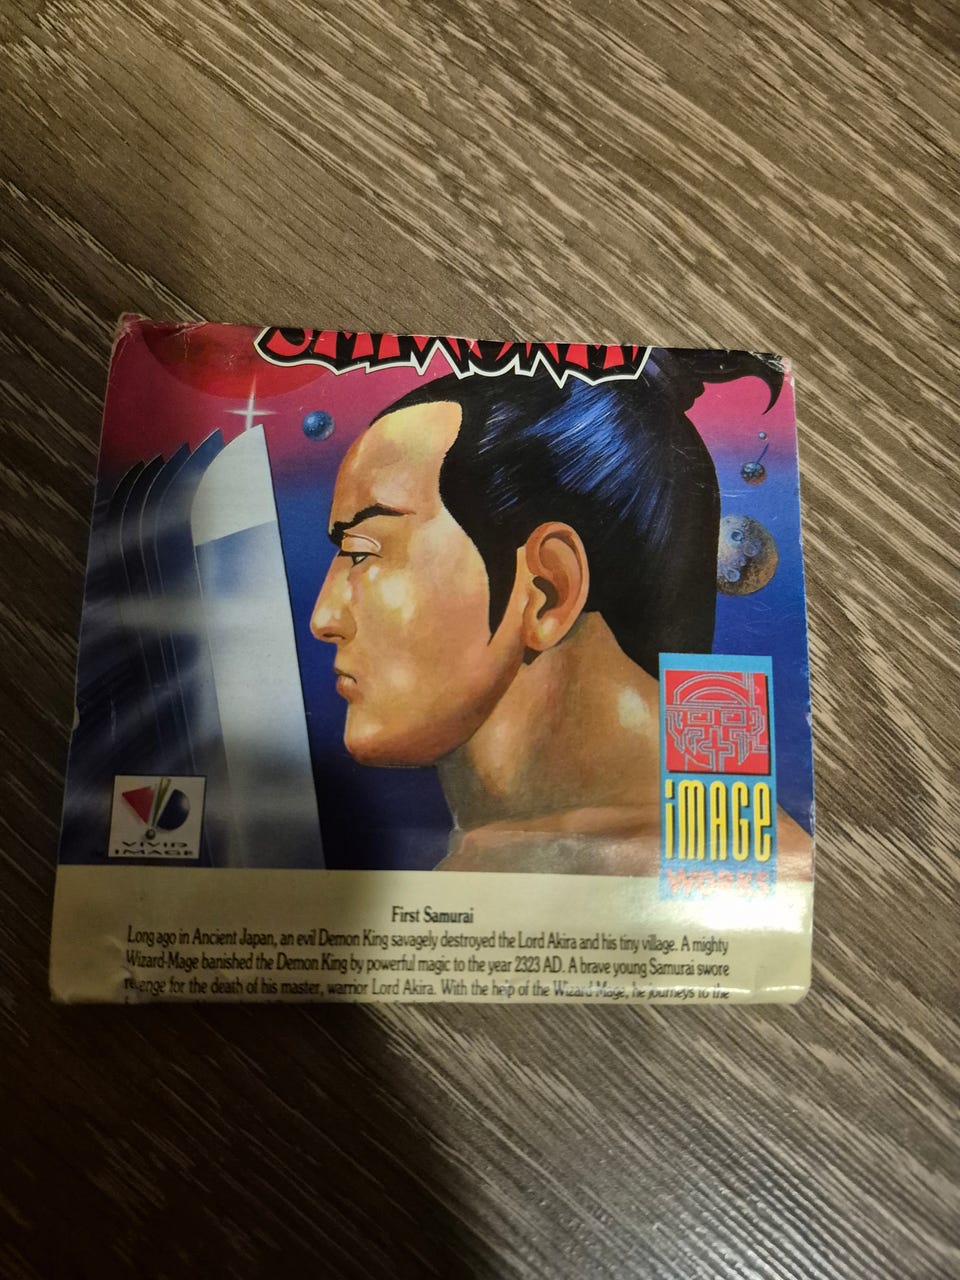 SAMURAI
VIVID
IMAGE
iMAGE
WORKS
First Samurai
Long ago in Ancient Japan, an evil Demon King savagely destroyed the Lord Akira and his tiny village. A mighty
Wizard-Mage banished the Demon King by powerful magic to the year 2323 AD. A brave young Samurai swore
revenge for the death of his master, warrior Lord Akira. With the help of the Wizard-Mage, he journeys to the